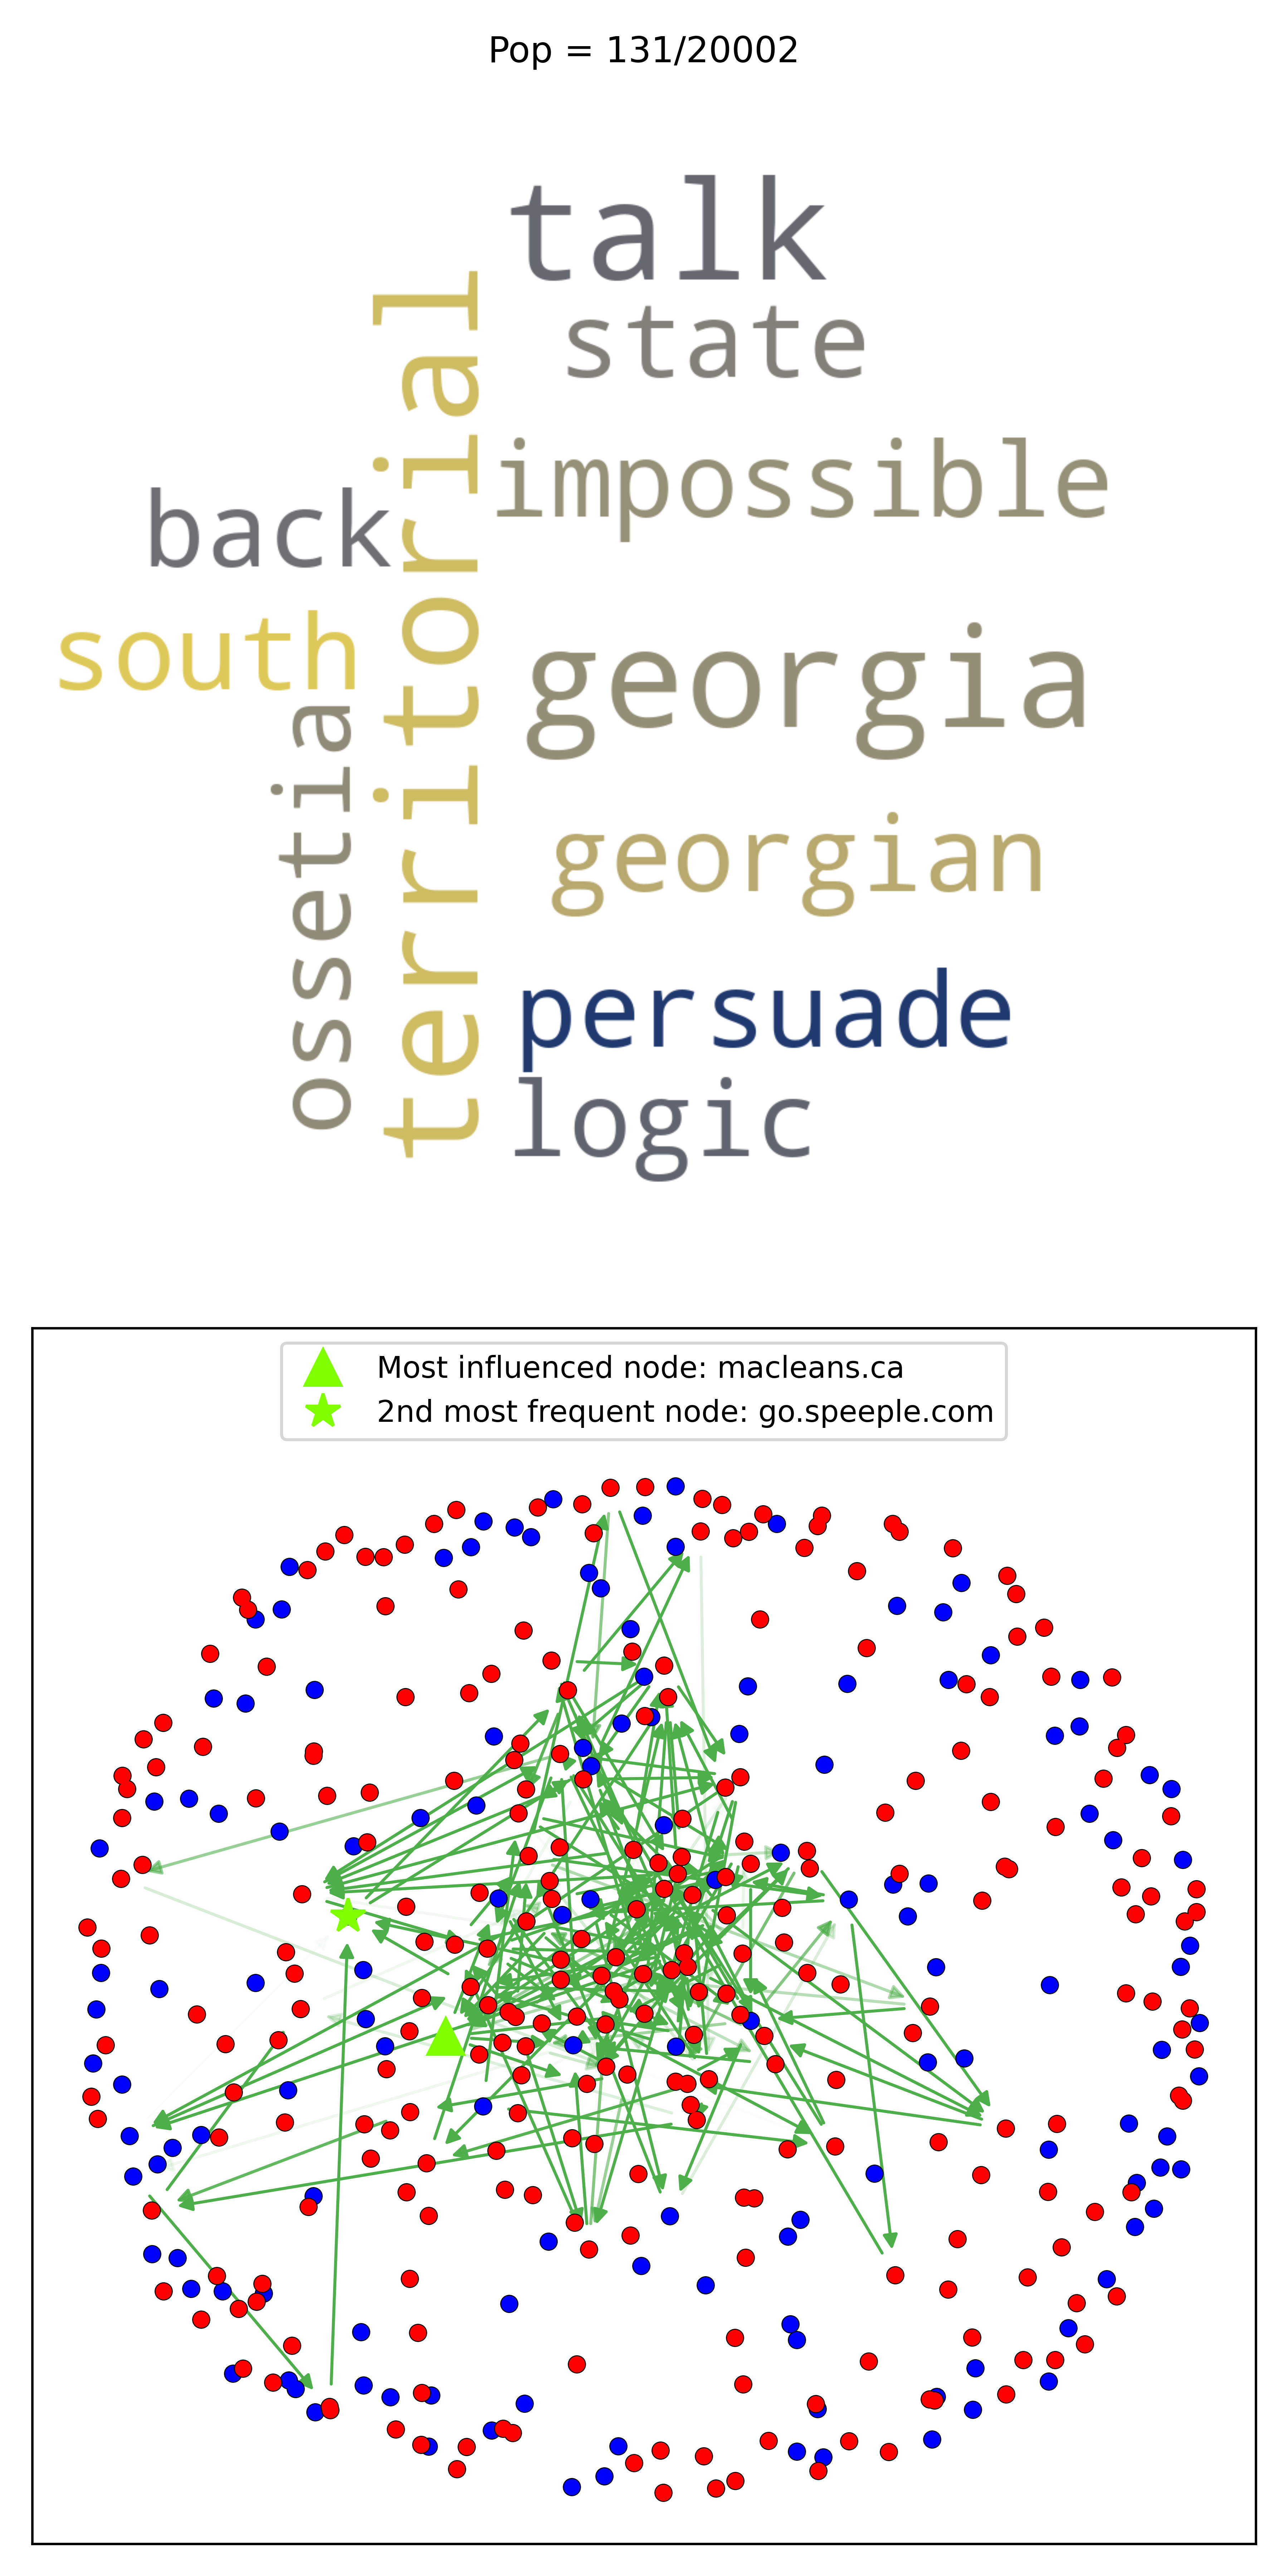 Pop = 131/20002
talk
state
territorial
impossible
back
south
georgia
ossetia
georgian
persuade
logic
Most influenced node: macleans.ca
2nd most frequent node: go.speeple.com